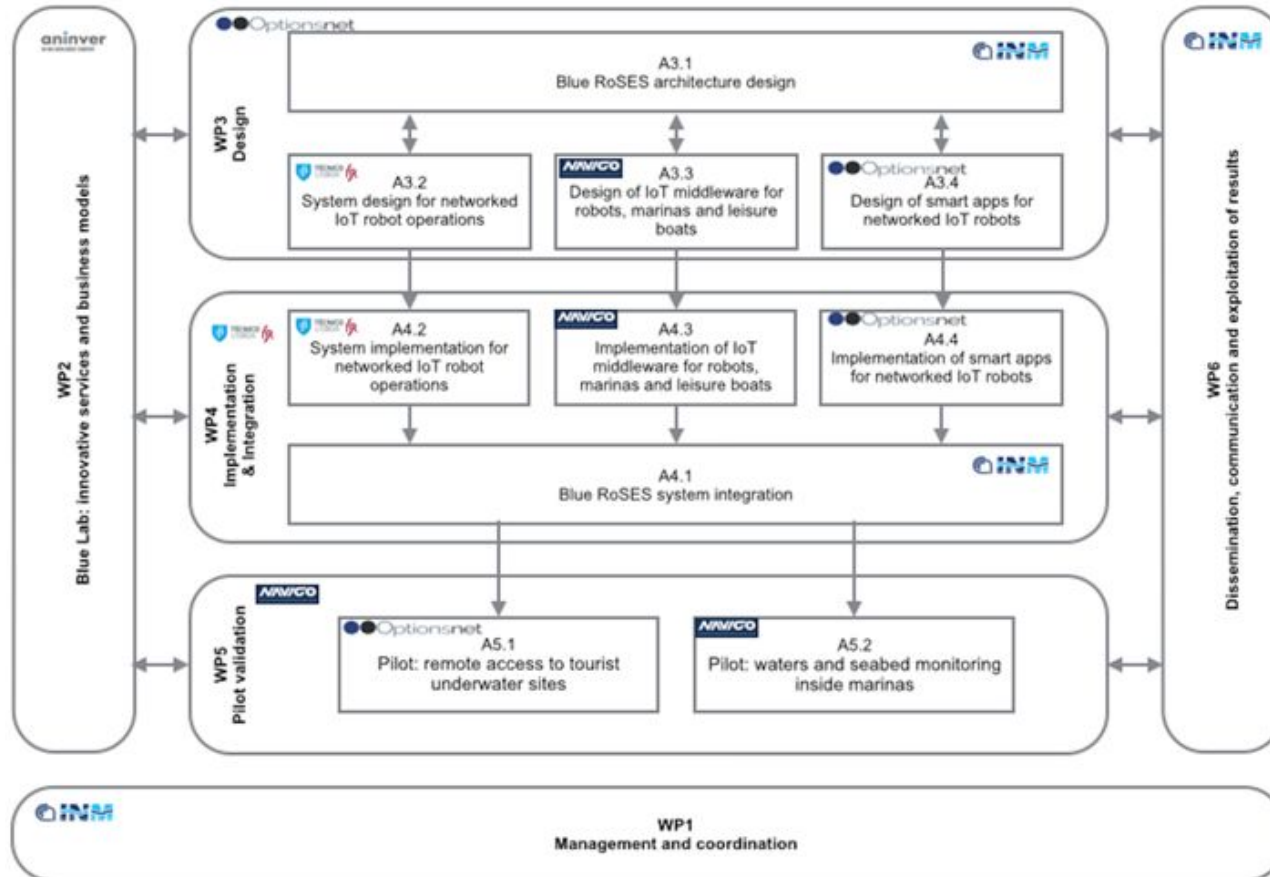 aninver
WP2
Blue Lab: innovative services and business models
Optionsnet
WP3
Design
INM
A3.1
Blue RoSES architecture design
A3.2
System design for networked
IoT robot operations
NAVIGO
A3.3
Design of IoT middleware for
robots, marinas and leisure
boats
Optionsnet
A3.4
Design of smart apps for
networked IoT robots
WP4
Implementation
& Integration
A4.2
System implementation for
networked IoT robot
operations
NAVIGO
A4.3
Implementation of IoT
middleware for robots,
marinas and leisure boats
Optionsnet
A4.4
Implementation of smart apps
for networked IoT robots
INM
A4.1
Blue RoSES system integration
NAVIGO
WP5
Pilot validation
Optionsnet
A5.1
Pilot: remote access to tourist
underwater sites
NAVIGO
A5.2
Pilot: waters and seabed monitoring
inside marinas
INM
WP6
Dissemination, communication and exploitation of results
INM
WP1
Management and coordination